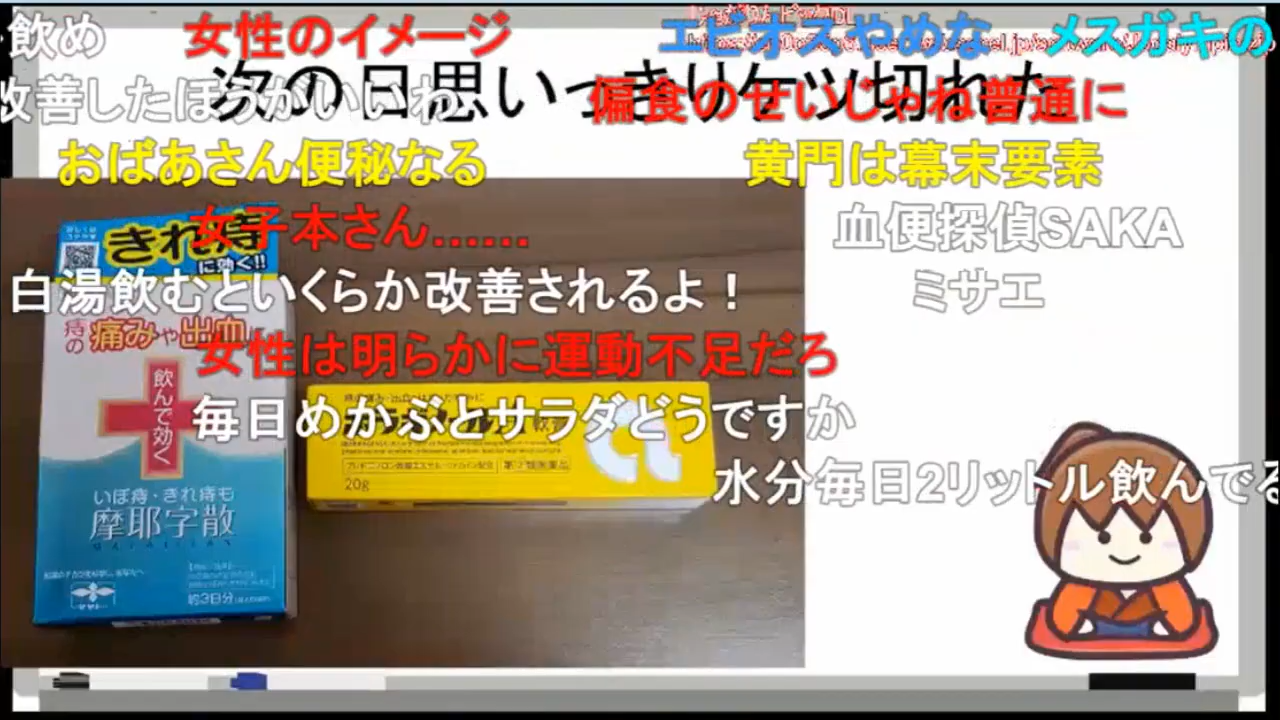 飲め
女性のイメージ
エビオスやめな
メスガキの
次の日思いっきりケツ切れた
改善したほうがいいわ
偏食のせいじゃね普通に
おばあさん便秘なる
黄門は幕末要素
女子本さん……
血便探偵SAKA
きれ痔
に効く!!
白湯飲むといくらか改善されるよ！
ミサエ
痔の痛みや出血
女性は明らかに運動不足だろ
飲んで効く
毎日めかぶとサラダどうですか
水分毎日2リットル飲んでる
20g
いぼ痔・きれ痔も
摩耶字散
約3日分